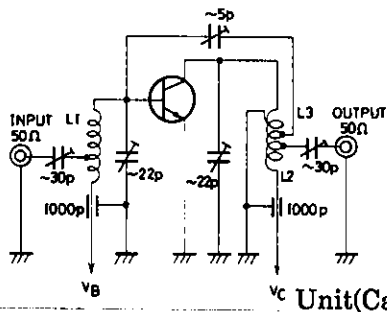 ~5p
INPUT
50Ω
L1
L3
OUTPUT
50Ω
~30p
~22p
~22p
~30p
L2
1000p
1000p
VB
VC
Unit(Ca